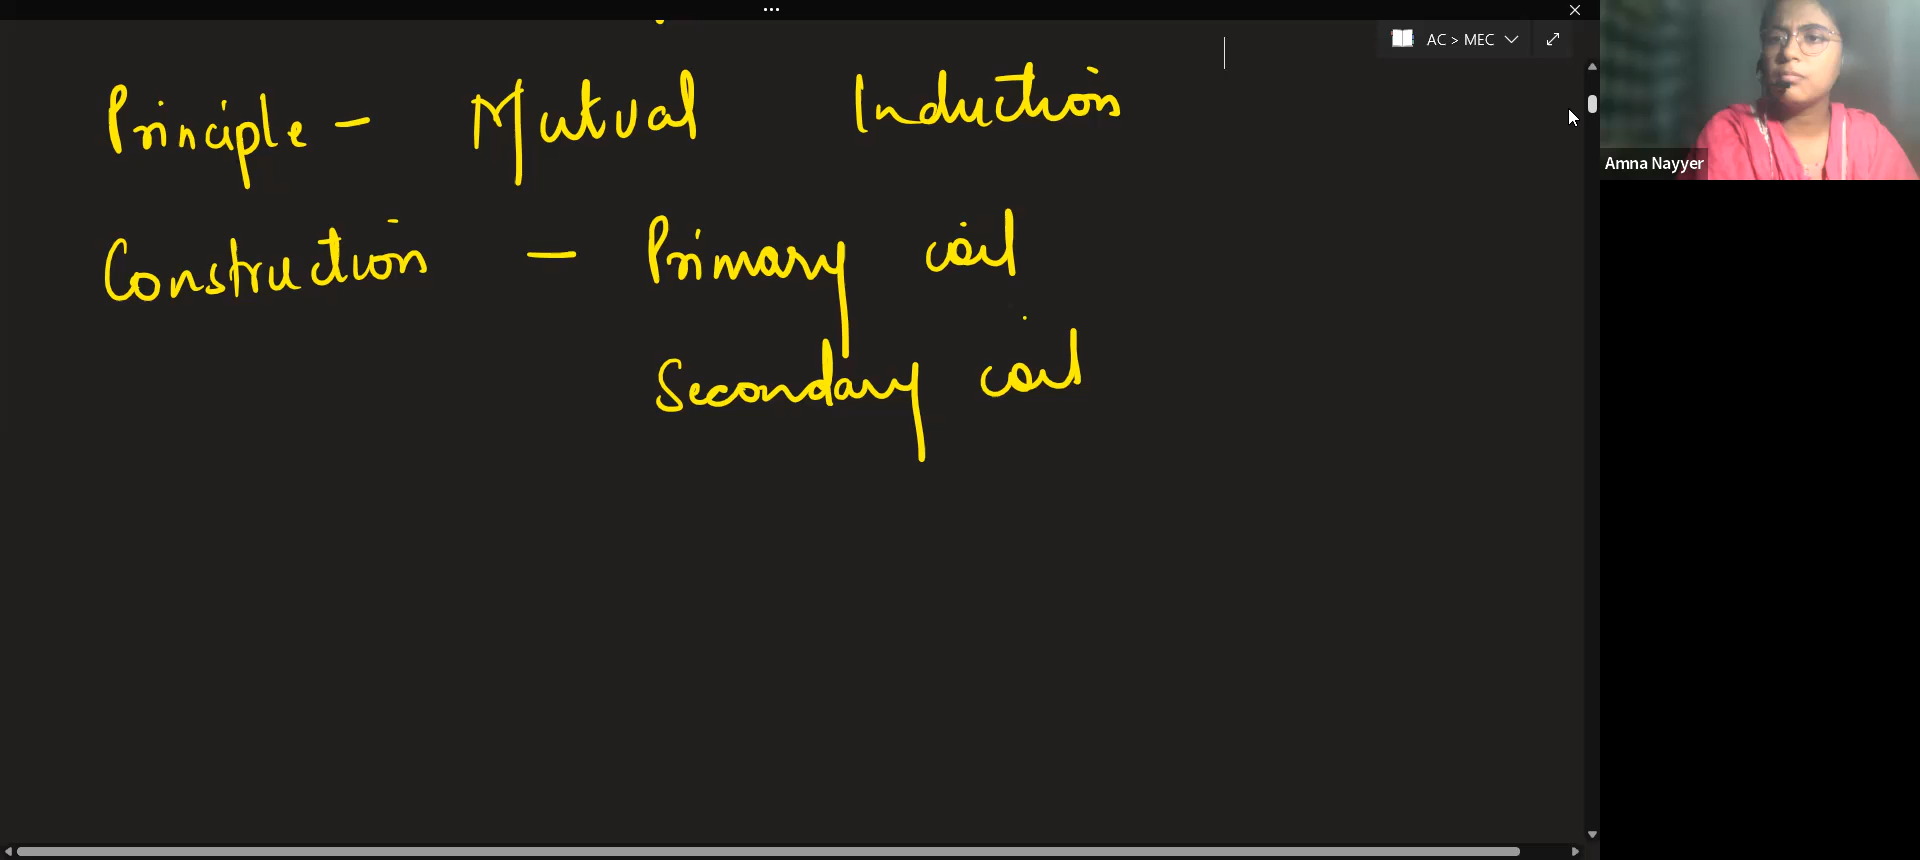 AC > MEC
Principle - Mutual Induction
Construction - Primary coil
Secondary coil
Amna Nayyer